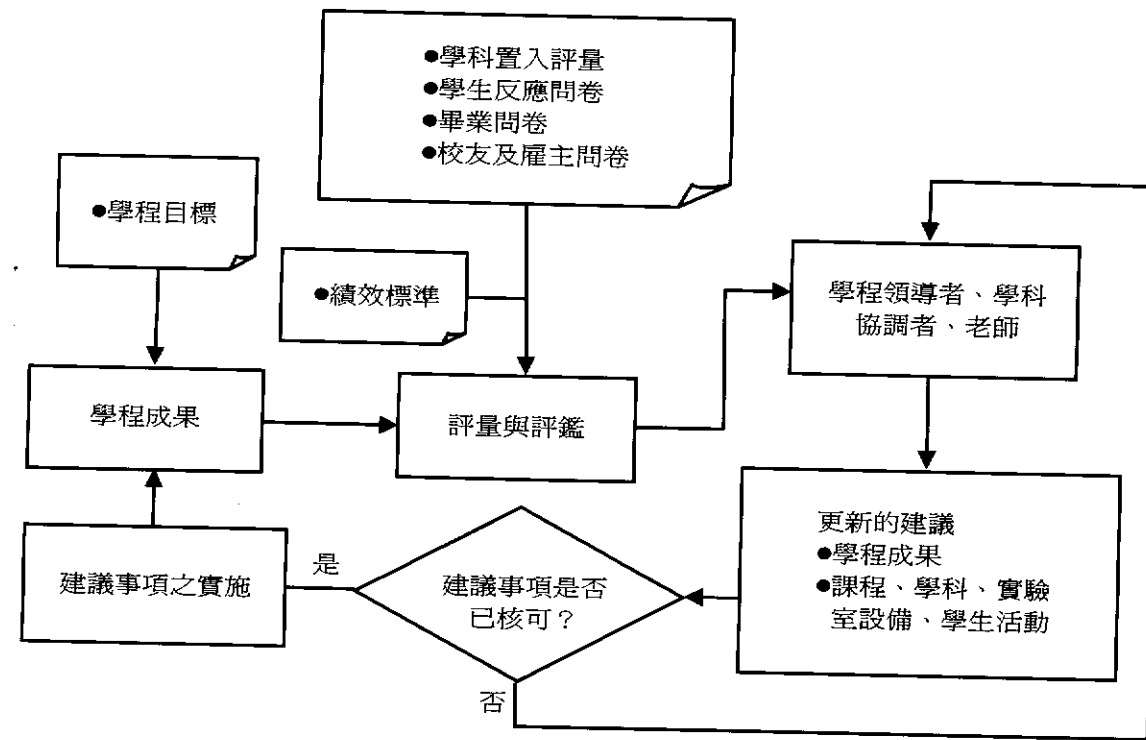 ●學科置入評量
●學生反應問卷
●畢業問卷
●校友及雇主問卷
●學程目標
●績效標準
學程領導者、學科
協調者、老師
學程成果
評量與評鑑
更新的建議
●學程成果
●課程、學科、實驗
室設備、學生活動
建議事項是否
已核可？
是
建議事項之實施
否